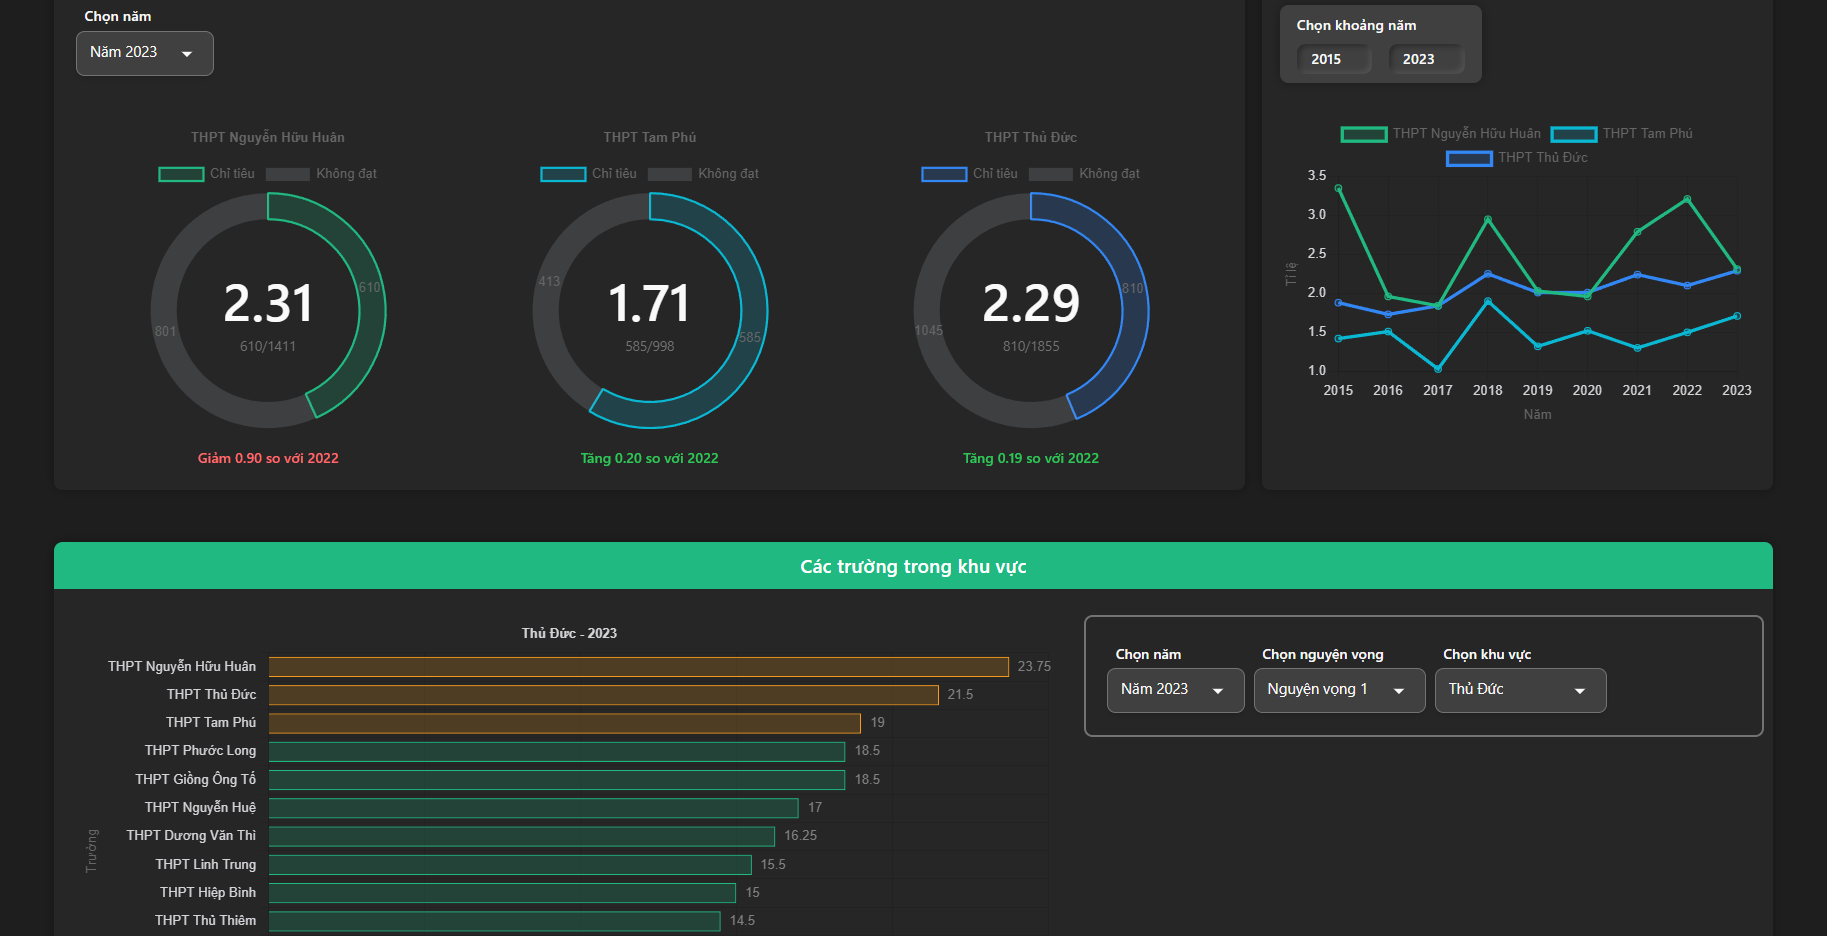 Chọn năm
Năm 2023
THPT Nguyễn Hữu Huân
Chỉ tiêu Không đạt
2.31
610/1411
610
801
Giảm 0.90 so với 2022
THPT Tam Phú
Chỉ tiêu Không đạt
1.71
585/998
413
585
Tăng 0.20 so với 2022
THPT Thủ Đức
Chỉ tiêu Không đạt
2.29
810/1855
810
1045
Tăng 0.19 so với 2022
Chọn khoảng năm
2015 2023
THPT Nguyễn Hữu Huân THPT Tam Phú
THPT Thủ Đức
3.5
3.0
2.5
2.0
1.5
1.0
Tỉ lệ
2015 2016 2017 2018 2019 2020 2021 2022 2023
Năm
Các trường trong khu vực
Thủ Đức - 2023
Trường
THPT Nguyễn Hữu Huân 23.75
THPT Thủ Đức 21.5
THPT Tam Phú 19
THPT Phước Long 18.5
THPT Giồng Ông Tố 18.5
THPT Nguyễn Huệ 17
THPT Dương Văn Thì 16.25
THPT Linh Trung 15.5
THPT Hiệp Bình 15
THPT Thủ Thiêm 14.5
Chọn năm Chọn nguyện vọng Chọn khu vực
Năm 2023 Nguyện vọng 1 Thủ Đức